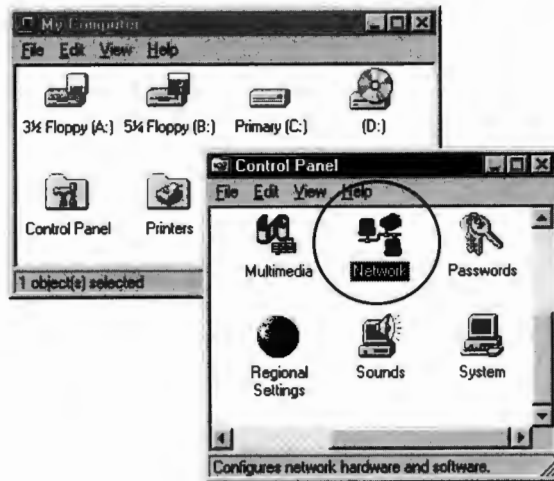 My Computer
File Edit View Help
3½ Floppy (A:) 5¼ Floppy (B:) Primary (C:) (D:)
Control Panel Printers
1 object(s) selected
Control Panel
File Edit View Help
Multimedia Network Passwords
Regional Settings Sounds System
Configures network hardware and software.